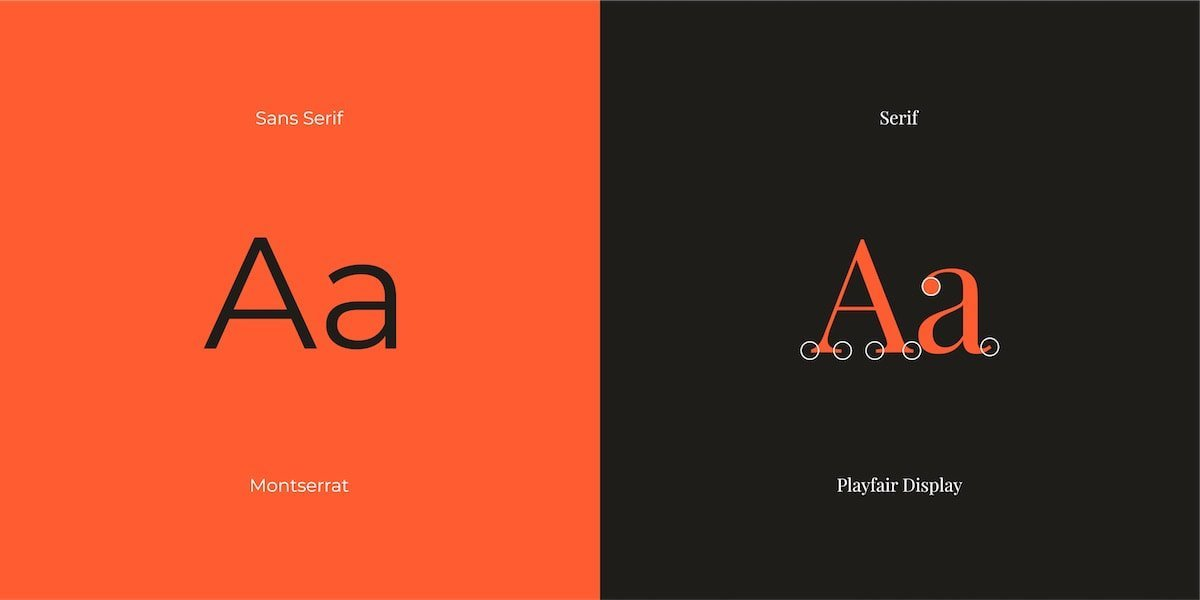 Sans Serif
Aa
Montserrat
Serif
Aa
Playfair Display